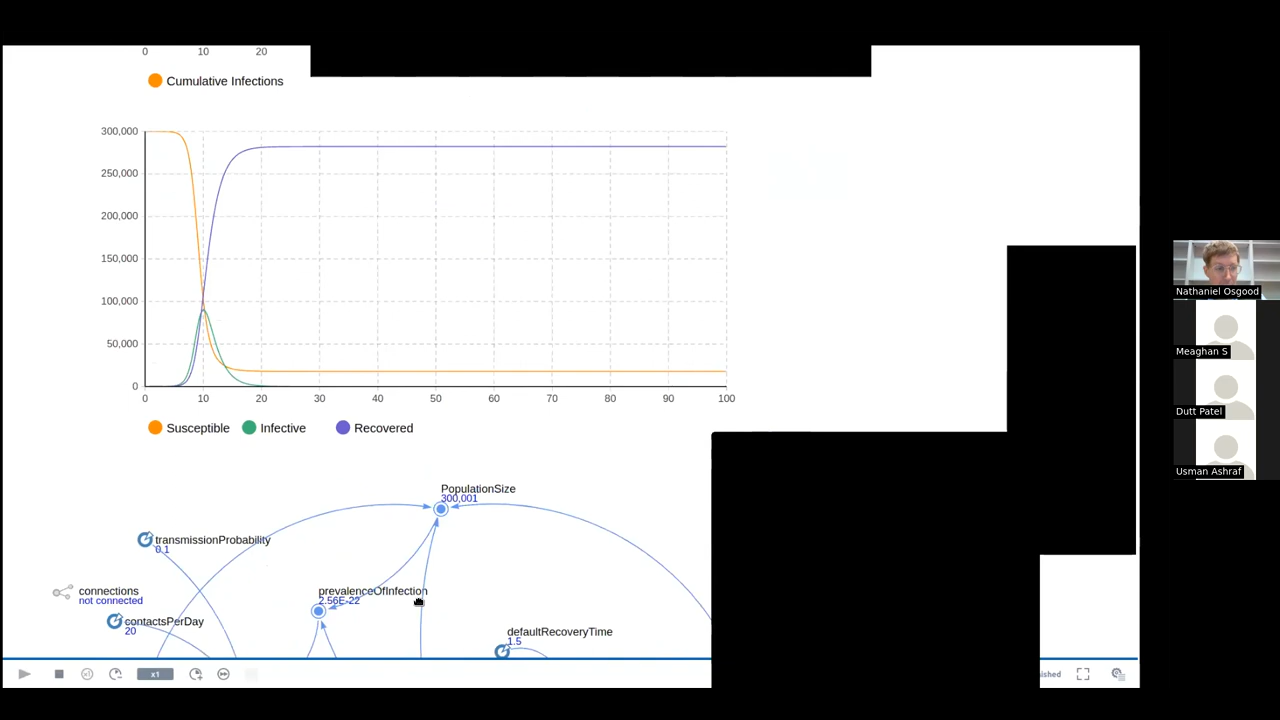 0 10 20
Cumulative Infections
300,000
250,000
200,000
150,000
100,000
50,000
0
0 10 20 30 40 50 60 70 80 90 100
Susceptible Infective Recovered
PopulationSize
300,001
transmissionProbability
0.1
connections
not connected
prevalenceOfInfection
2.56E-22
contactsPerDay
20
defaultRecoveryTime
1.5
x1 x1 ished
Nathaniel Osgood
Meaghan S
Dutt Patel
Usman Ashraf